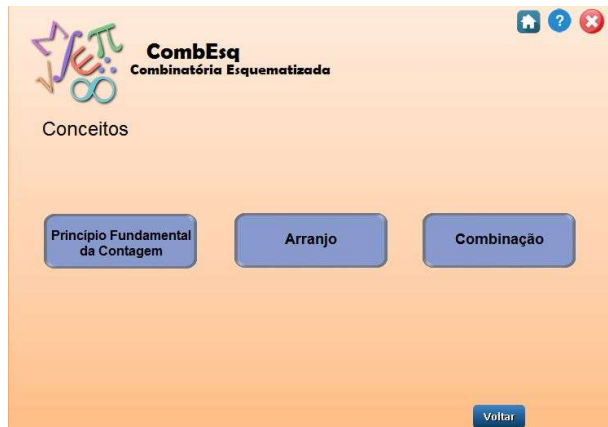 CombEsq
Combinatória Esquematizada
Conceitos
Princípio Fundamental
da Contagem
Arranjo
Combinação
Voltar